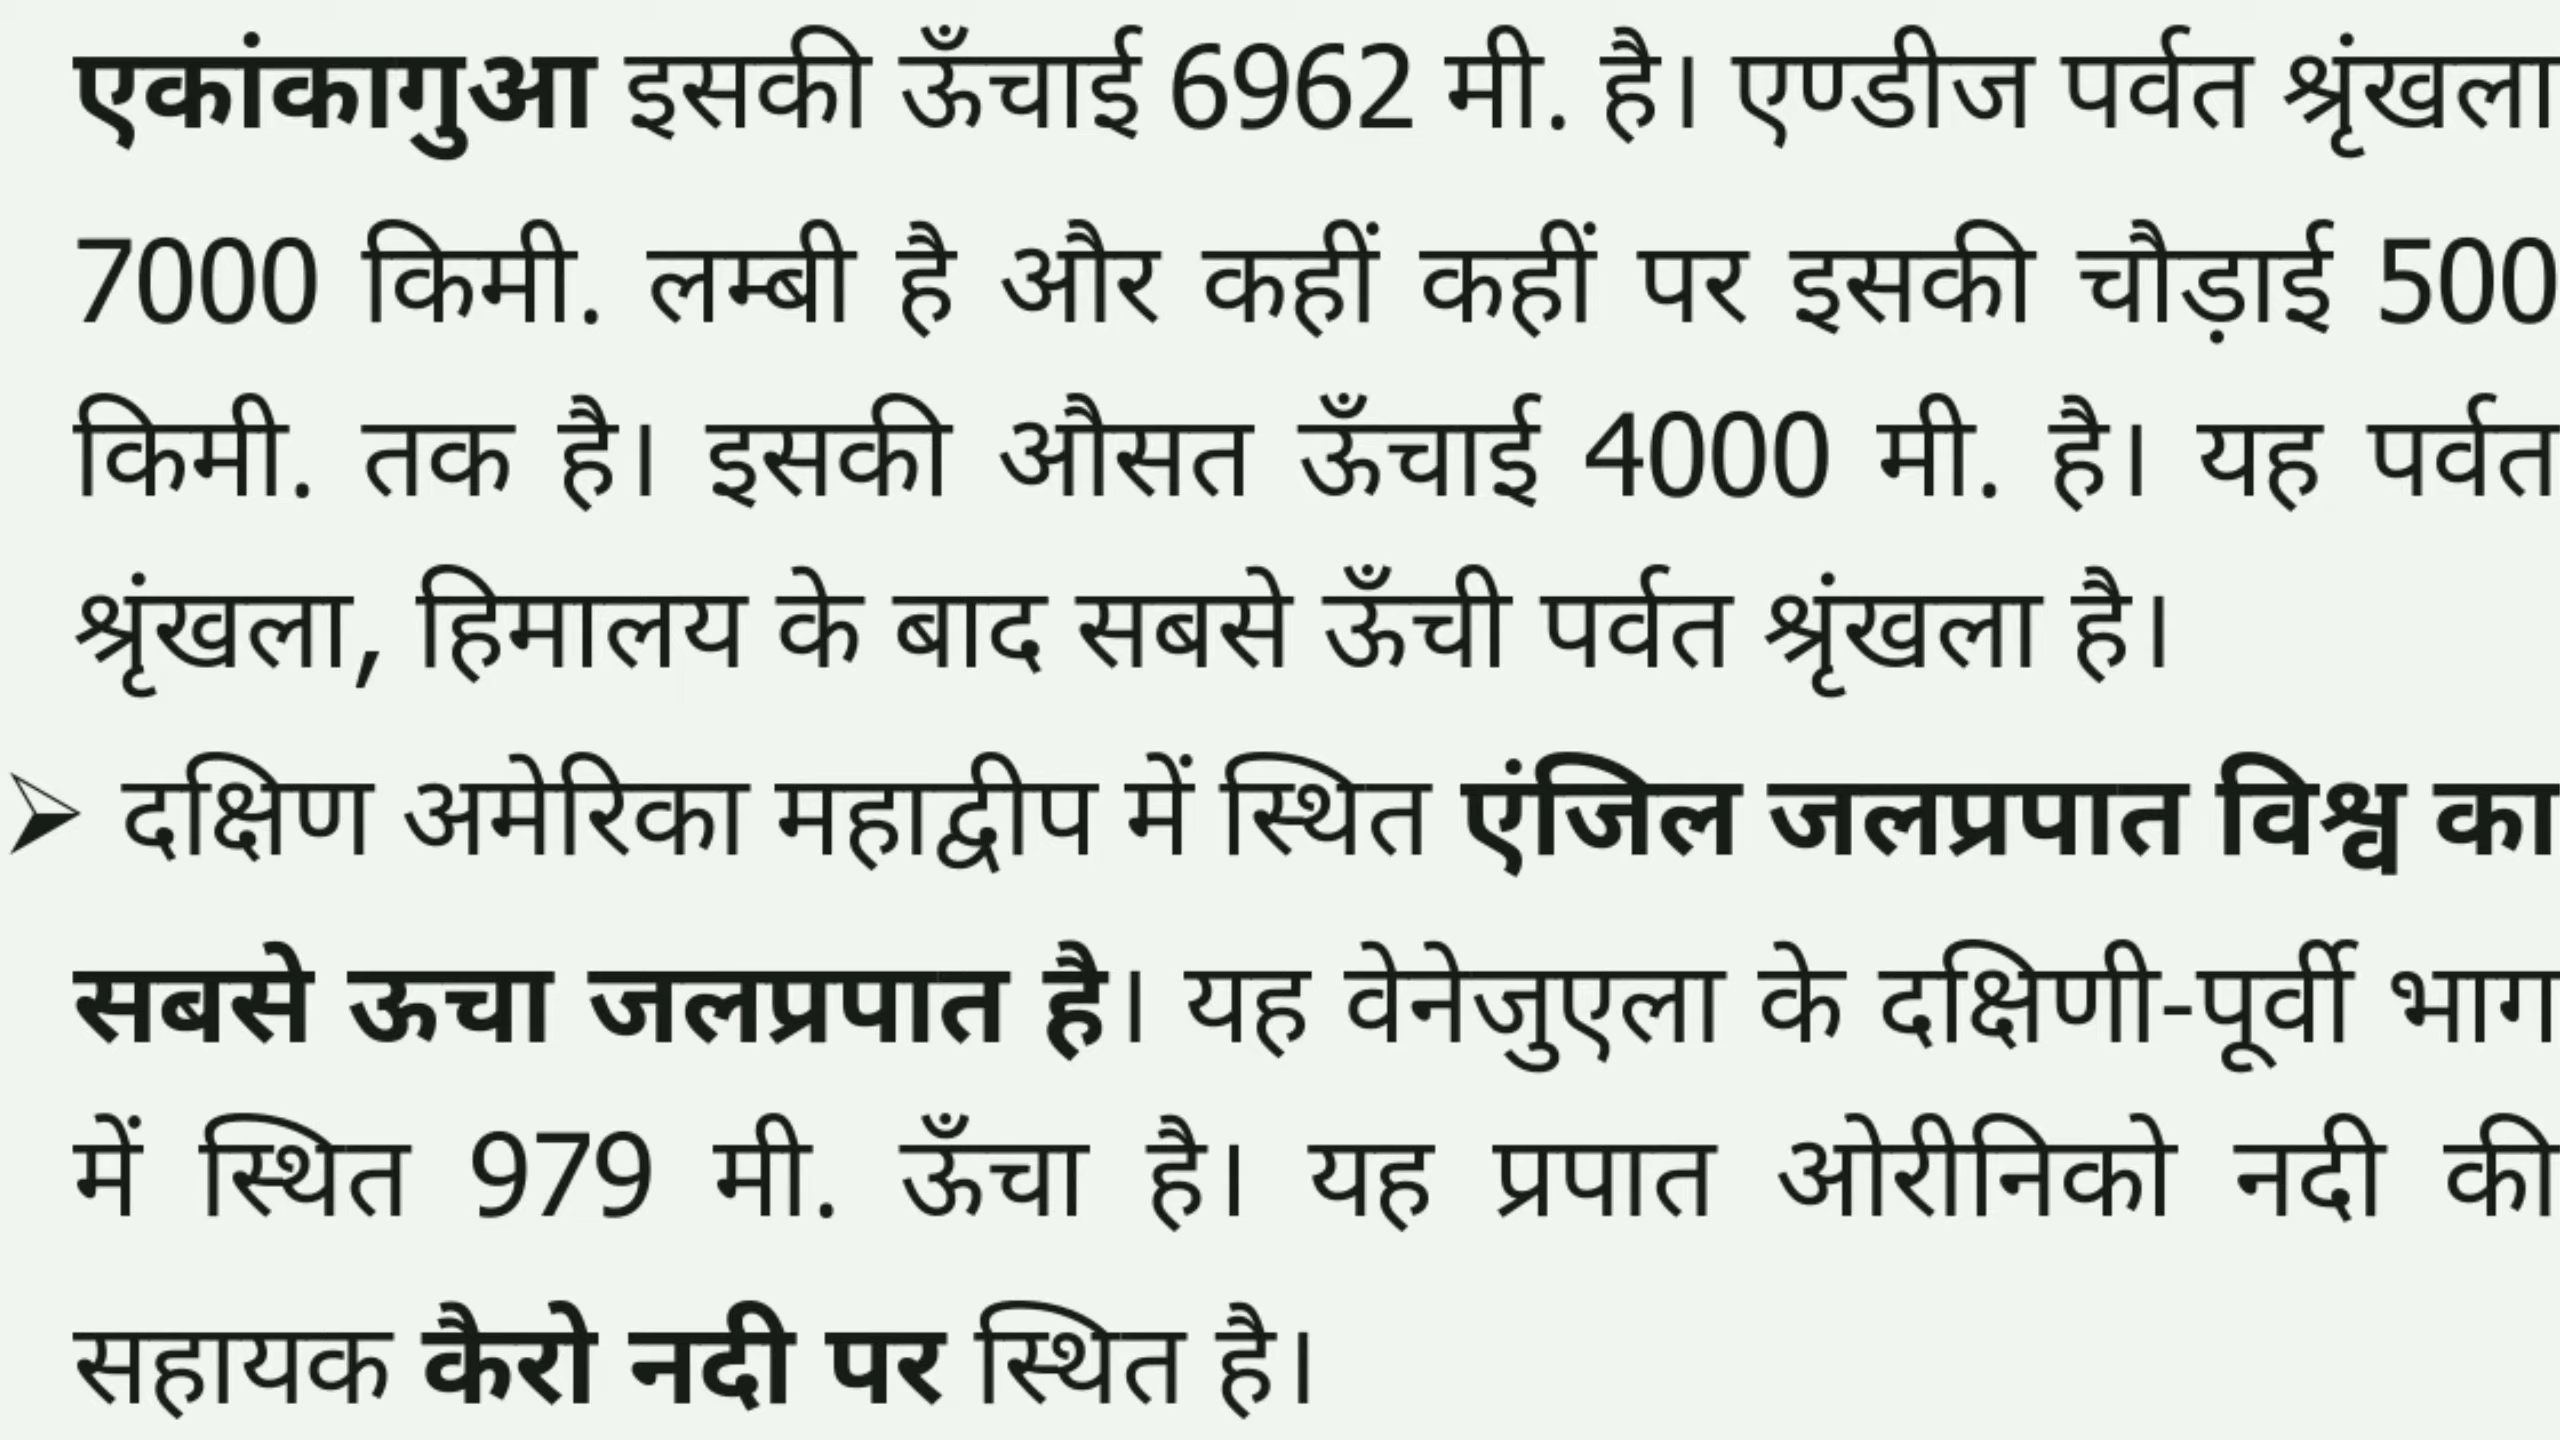 एकांकागुआ इसकी ऊँचाई 6962 मी. है। एण्डीज पर्वत श्रृंखला
7000 किमी. लम्बी है और कहीं कहीं पर इसकी चौड़ाई 500
किमी. तक है। इसकी औसत ऊँचाई 4000 मी. है। यह पर्वत
श्रृंखला, हिमालय के बाद सबसे ऊँची पर्वत श्रृंखला है।
➢ दक्षिण अमेरिका महाद्वीप में स्थित एंजिल जलप्रपात विश्व का
सबसे ऊचा जलप्रपात है। यह वेनेजुएला के दक्षिणी-पूर्वी भाग
में स्थित 979 मी. ऊँचा है। यह प्रपात ओरीनिको नदी की
सहायक कैरो नदी पर स्थित है।